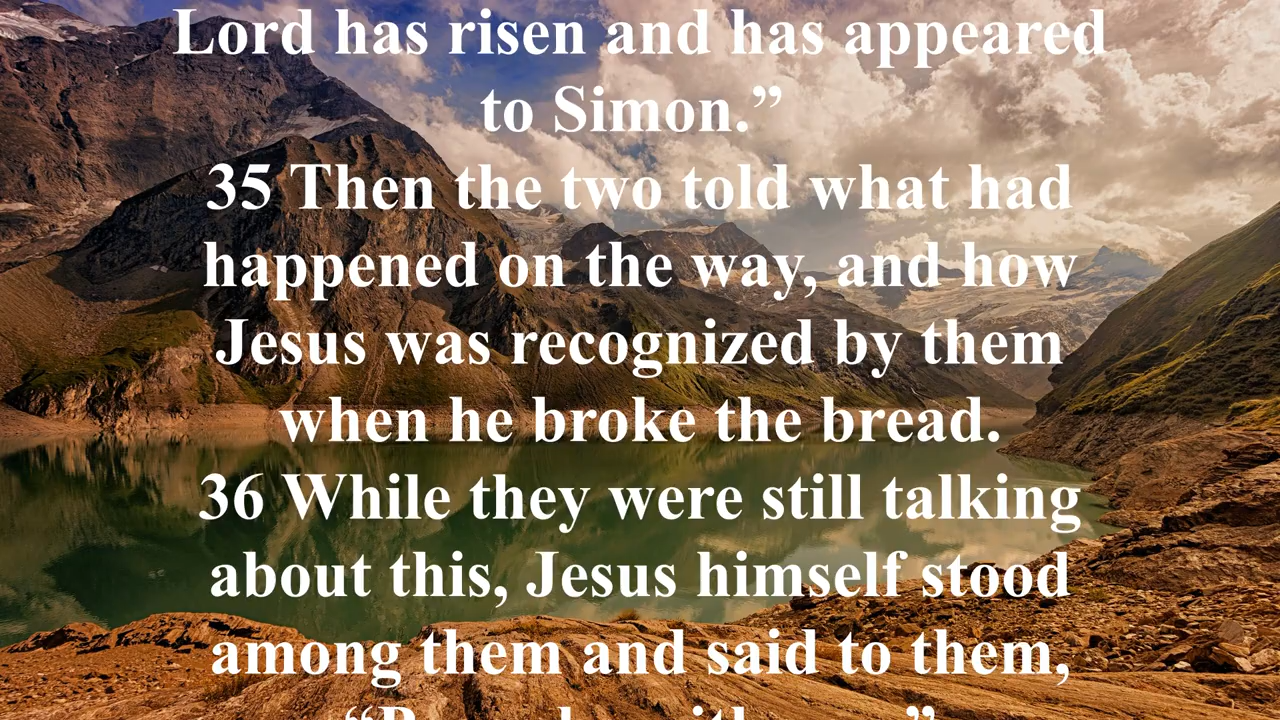 Lord has risen and has appeared
to Simon.”
35 Then the two told what had
happened on the way, and how
Jesus was recognized by them
when he broke the bread.
36 While they were still talking
about this, Jesus himself stood
among them and said to them,